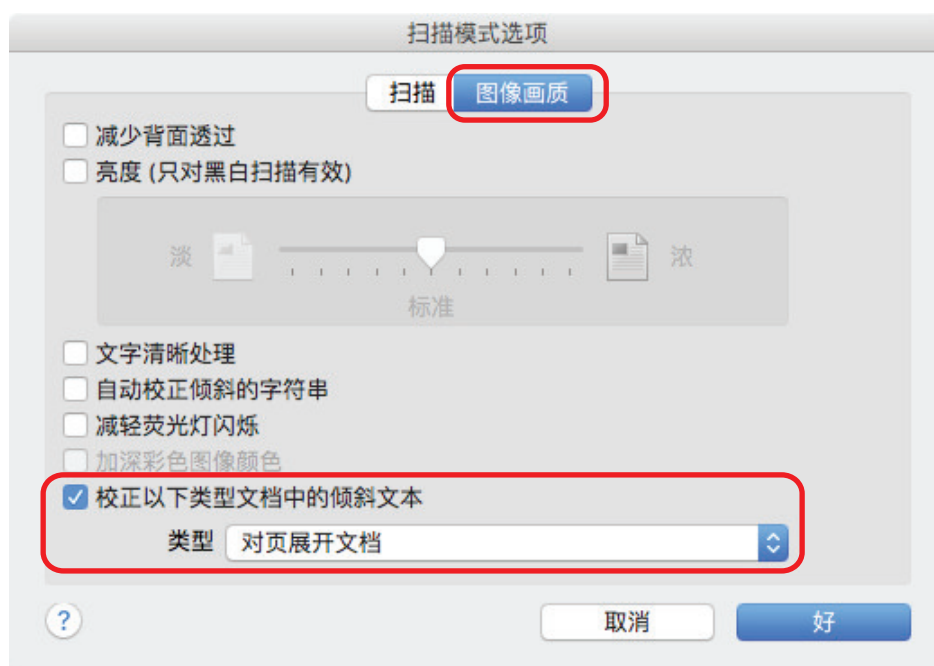 扫描模式选项
扫描 图像画质
减少背面透过
亮度 (只对黑白扫描有效)
淡 浓
标准
文字清晰处理
自动校正倾斜的字符串
减轻荧光灯闪烁
加深彩色图像颜色
校正以下类型文档中的倾斜文本
类型 对页展开文档
? 取消 好